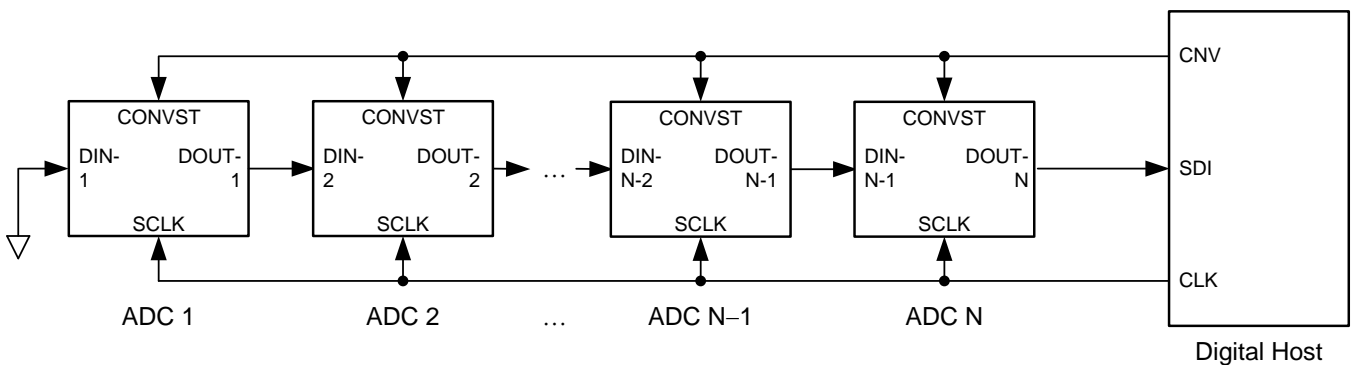 CNV
CONVST
CONVST
CONVST
CONVST
DIN-
1
DOUT-
1
DIN-
2
DOUT-
2
...
DIN-
N-2
DOUT-
N-1
DIN-
N-1
DOUT-
N
SDI
SCLK
SCLK
SCLK
SCLK
CLK
ADC 1
ADC 2
...
ADC N–1
ADC N
Digital Host